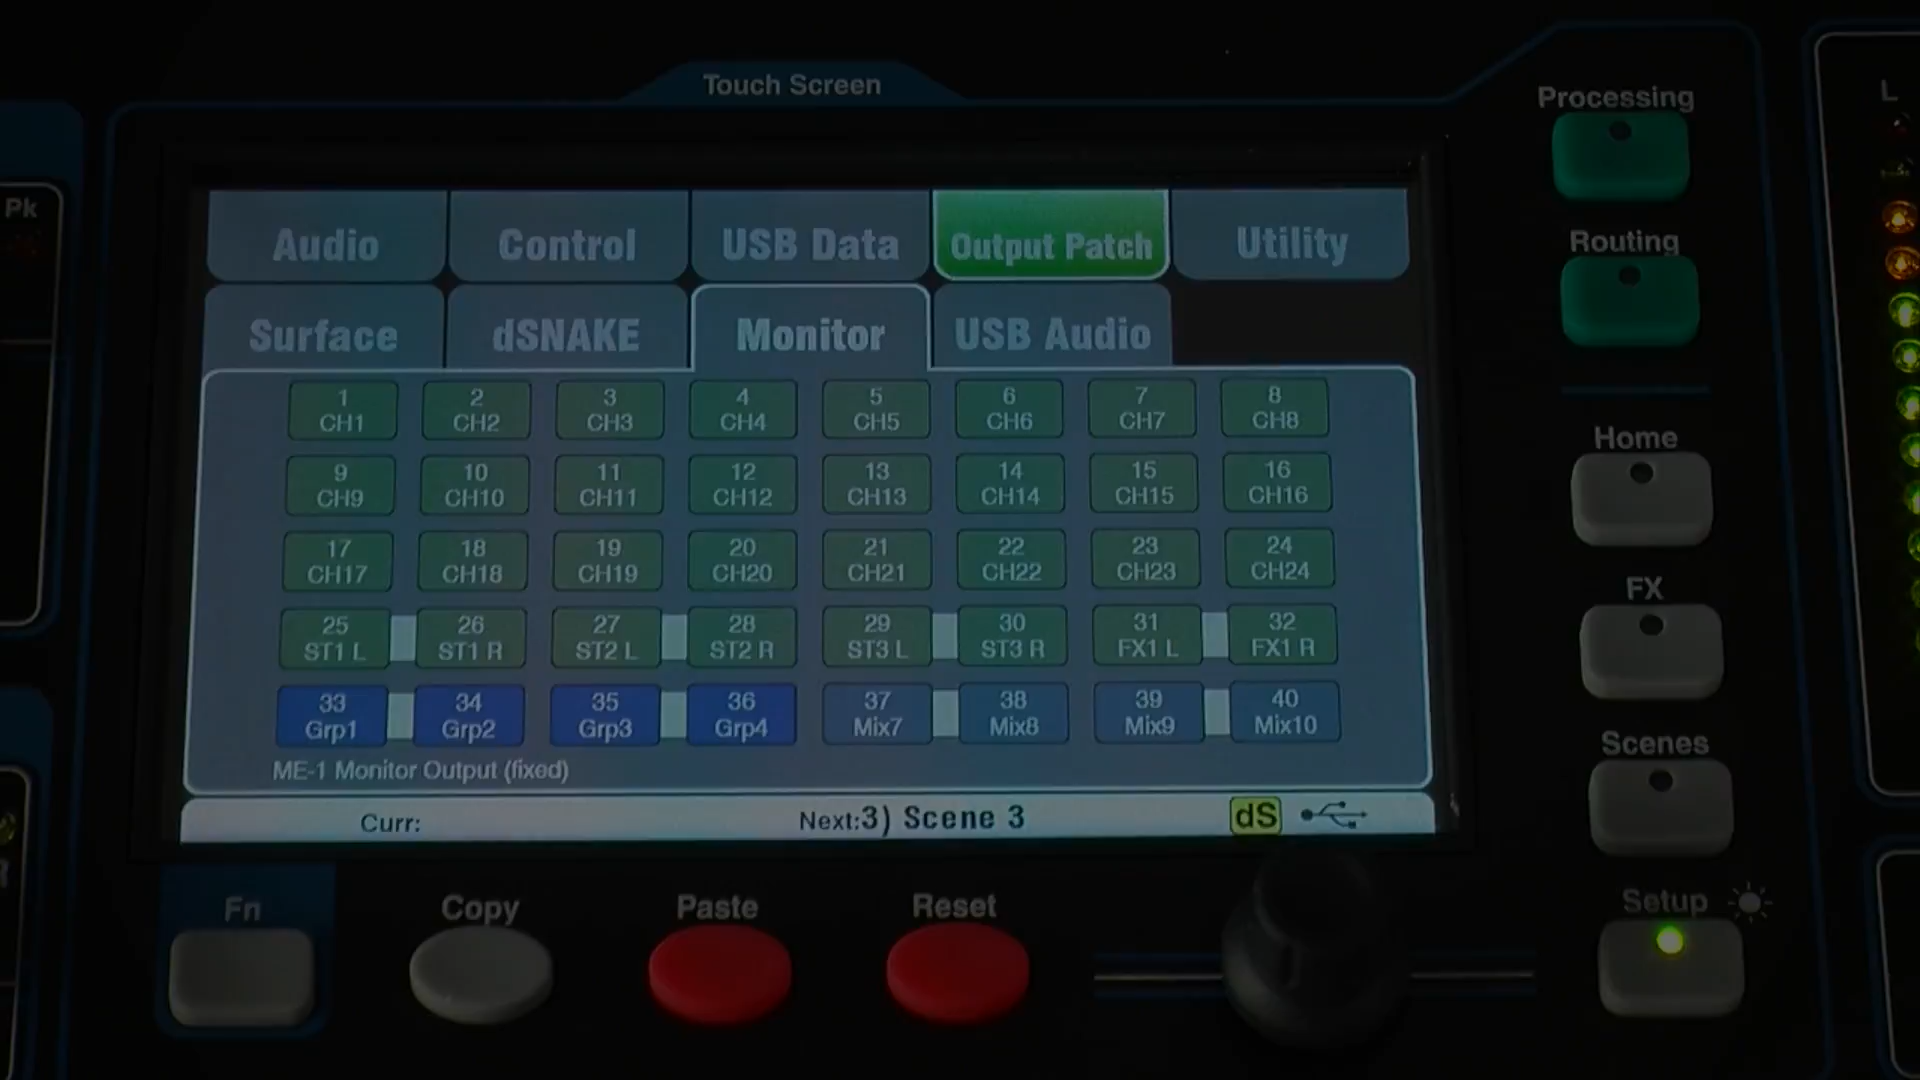 Touch Screen
Processing
L
Pk
Audio
Control
USB Data
Output Patch
Utility
Routing
Surface
dSNAKE
Monitor
USB Audio
1 CH1
2 CH2
3 CH3
4 CH4
5 CH5
6 CH6
7 CH7
8 CH8
Home
9 CH9
10 CH10
11 CH11
12 CH12
13 CH13
14 CH14
15 CH15
16 CH16
17 CH17
18 CH18
19 CH19
20 CH20
21 CH21
22 CH22
23 CH23
24 CH24
FX
25 ST1 L
26 ST1 R
27 ST2 L
28 ST2 R
29 ST3 L
30 ST3 R
31 FX1 L
32 FX1 R
33 Grp1
34 Grp2
35 Grp3
36 Grp4
37 Mix7
38 Mix8
39 Mix9
40 Mix10
Scenes
ME-1 Monitor Output (fixed)
Curr:
Next:3) Scene 3
dS
Fn
Copy
Paste
Reset
Setup